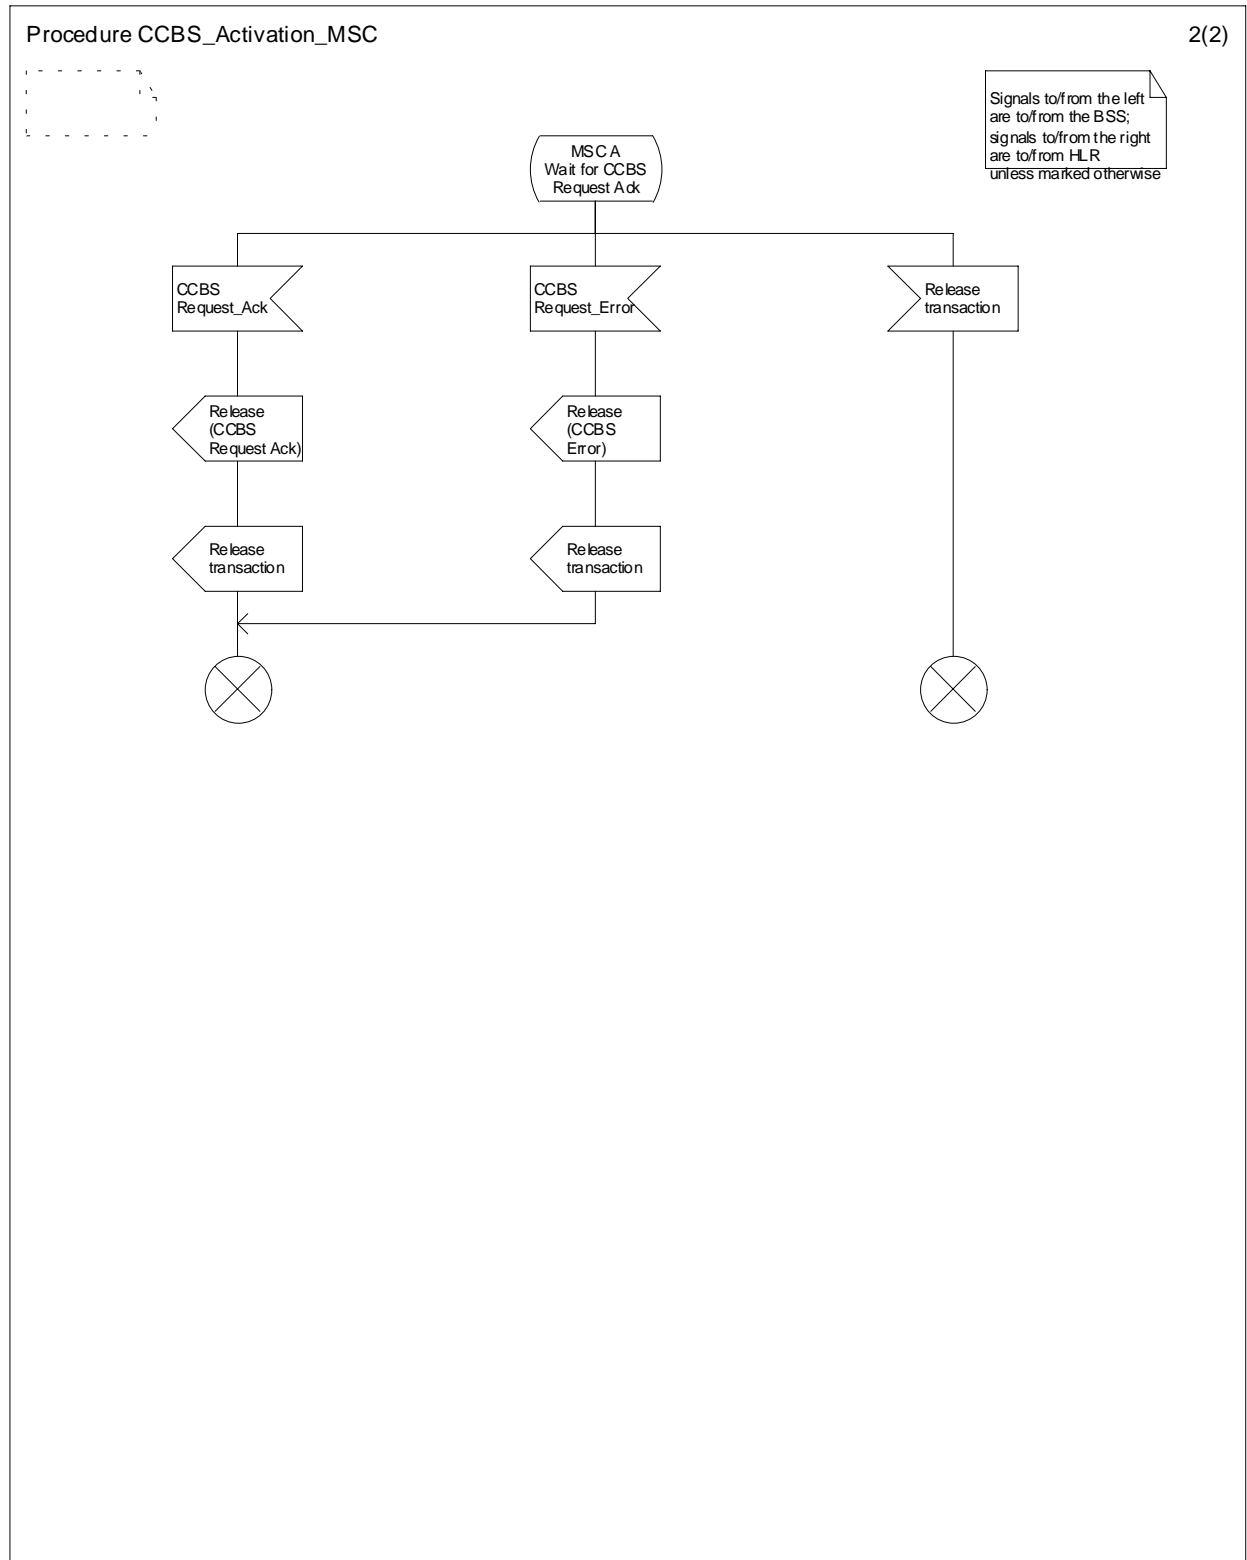 Procedure CCBS_Activation_MSC
2(2)
Signals to/from the left
are to/from the BSS;
signals to/from the right
are to/from HLR
unless marked otherwise
MSC A
Wait for CCBS
Request Ack
CCBS
Request_Ack
CCBS
Request_Error
Release
transaction
Release
(CCBS
Request Ack)
Release
(CCBS
Error)
Release
transaction
Release
transaction